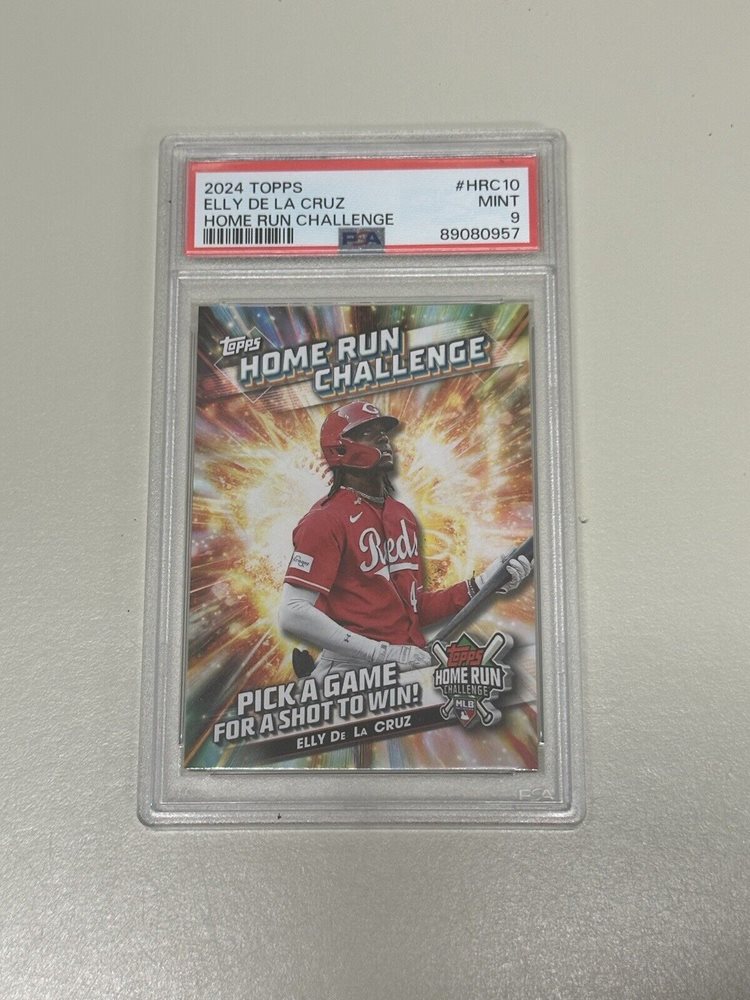 2024 TOPPS #HRC10
ELLY DE LA CRUZ MINT
HOME RUN CHALLENGE 9
PSA 89080957
topps
HOME RUN
CHALLENGE
C
Reds
4
PICK A GAME
FOR A SHOT TO WIN!
ELLY DE LA CRUZ
topps
HOME RUN
CHALLENGE
MLB
PSA